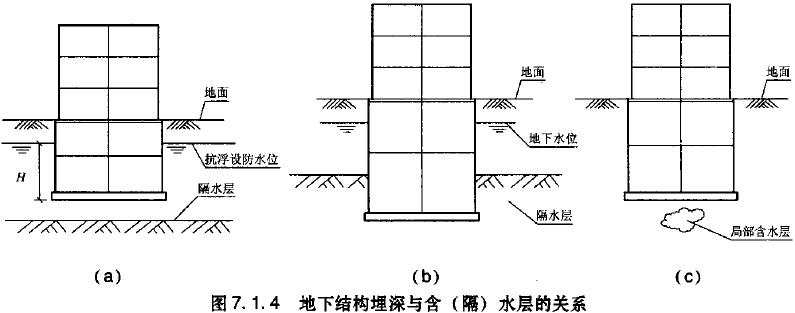 地面
抗浮设防水位
H
隔水层
(a)
地面
地下水位
隔水层
(b)
地面
局部含水层
(c)
图7.1.4 地下结构埋深与含(隔)水层的关系